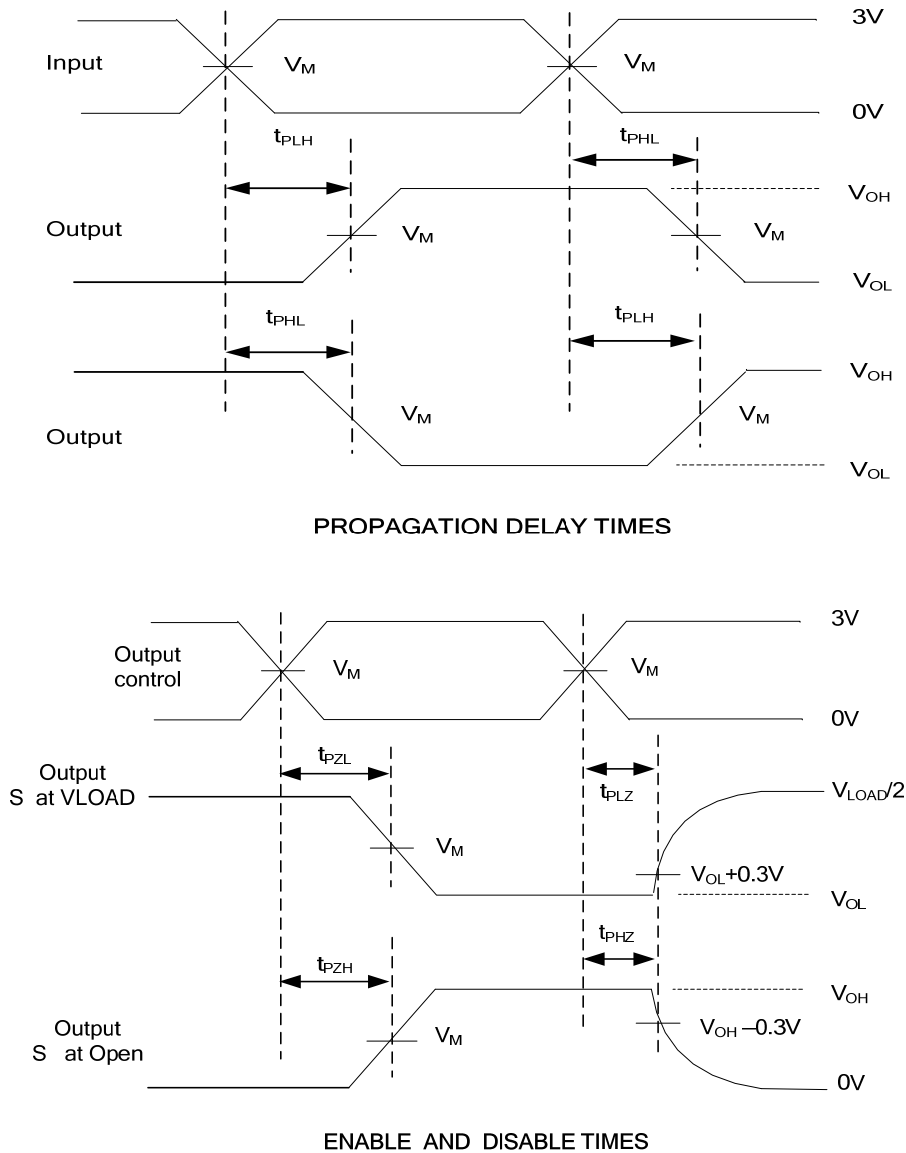 3V
Input
VM
VM
0V
tPLH
tPHL
VOH
Output
VM
VM
VOL
tPHL
tPLH
VOH
VM
VM
Output
VOL
PROPAGATION DELAY TIMES
3V
Output
control
VM
VM
0V
tPZL
Output
S at VLOAD
tPLZ
VLOAD/2
VM
VOL+0.3V
VOL
tPHZ
tPZH
VOH
Output
S at Open
VM
VOH –0.3V
0V
ENABLE AND DISABLE TIMES